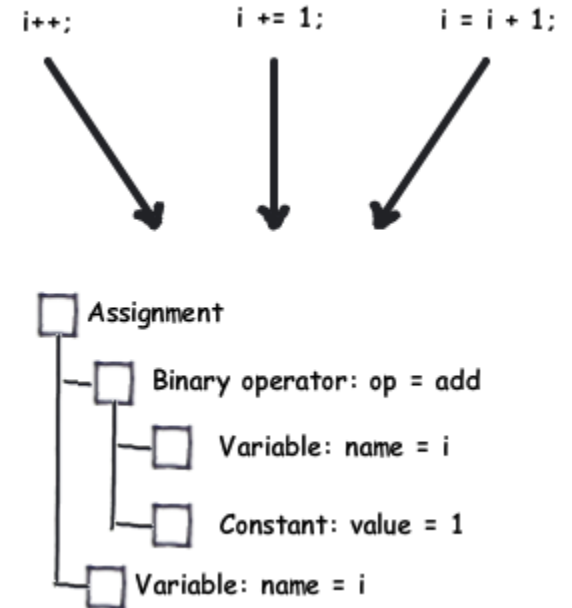 i++;
i += 1;
i = i + 1;
Assignment
Binary operator: op = add
Variable: name = i
Constant: value = 1
Variable: name = i